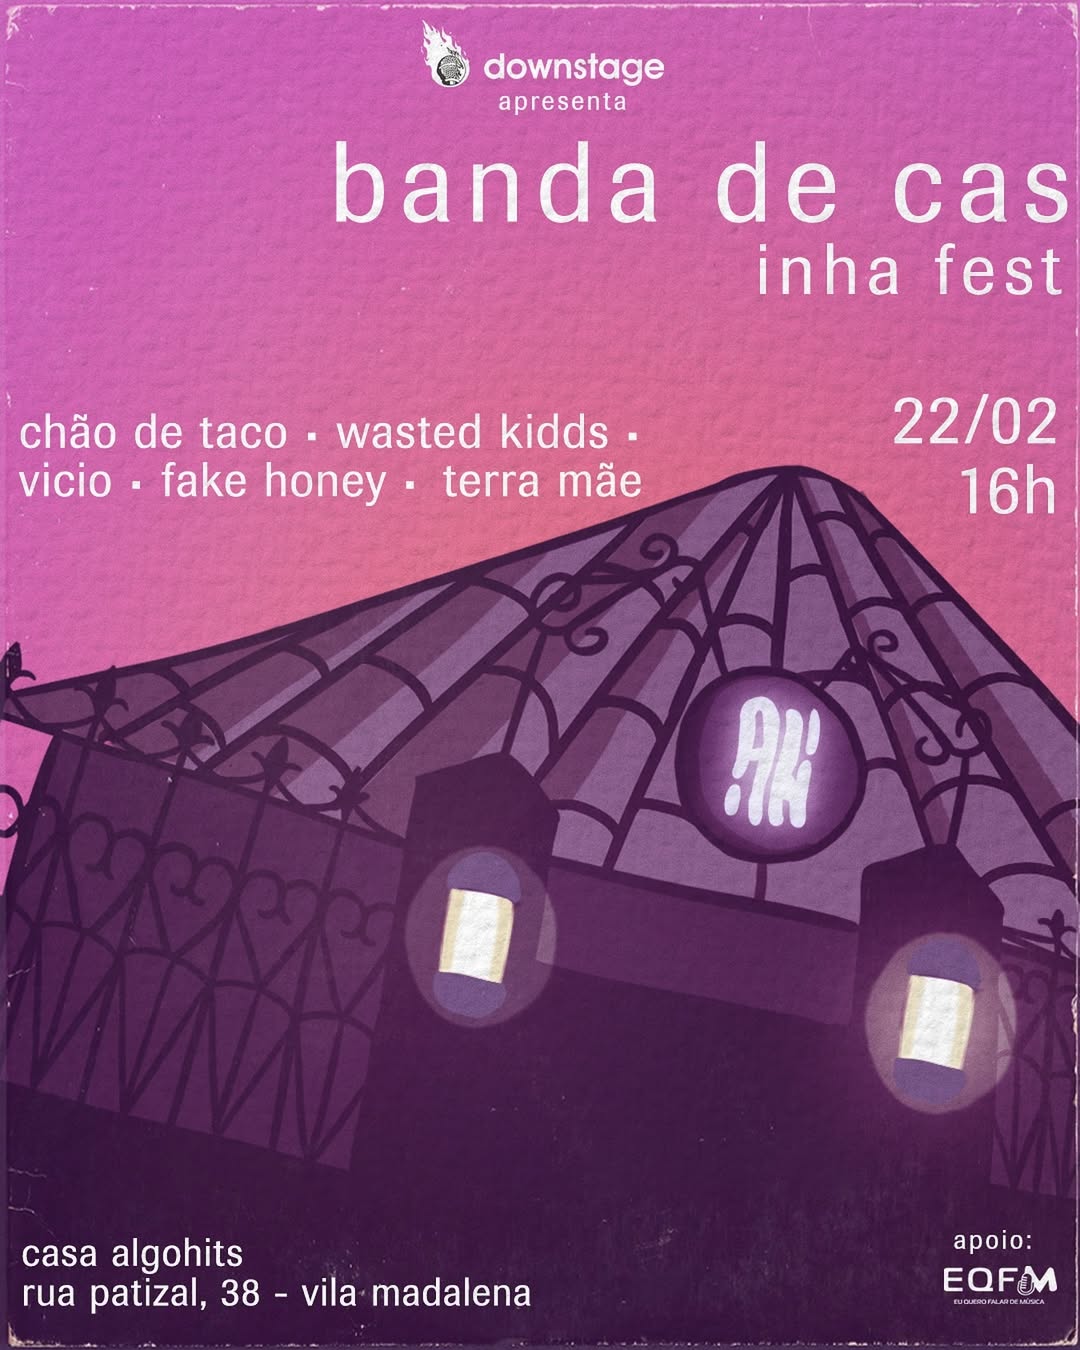 downstage
apresenta
banda de cas
inha fest
chão de taco · wasted kidds ·
vicio · fake honey · terra mãe
22/02
16h
AH
casa algohits
rua patizal, 38 - vila madalena
apoio:
EQFM
EU QUERO FALAR DE MÚSICA